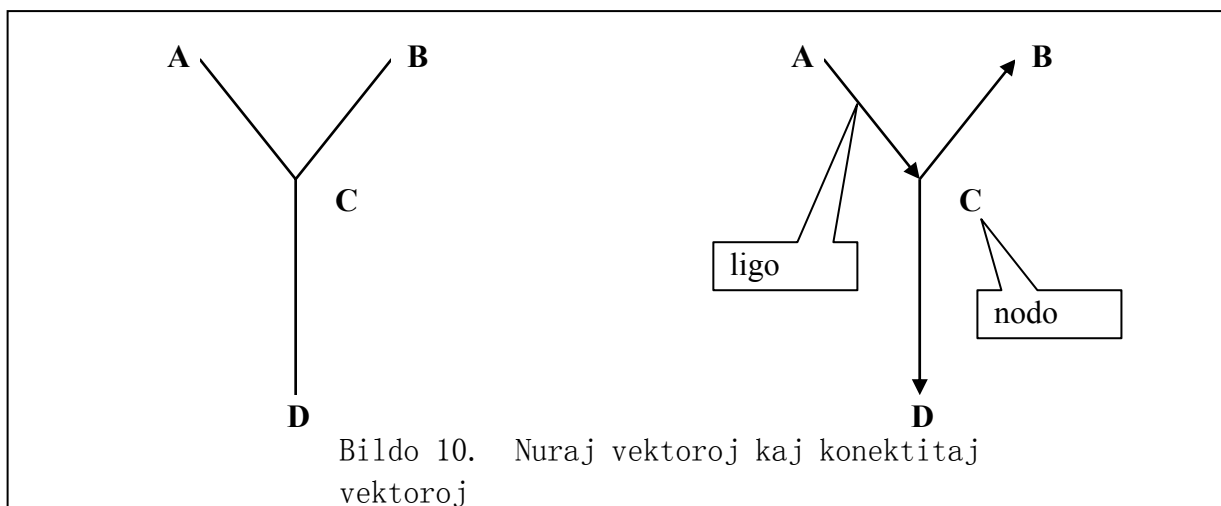 A B A B
C C
ligo
nodo
D D
Bildo 10. Nuraj vektoroj kaj konektitaj
vektoroj